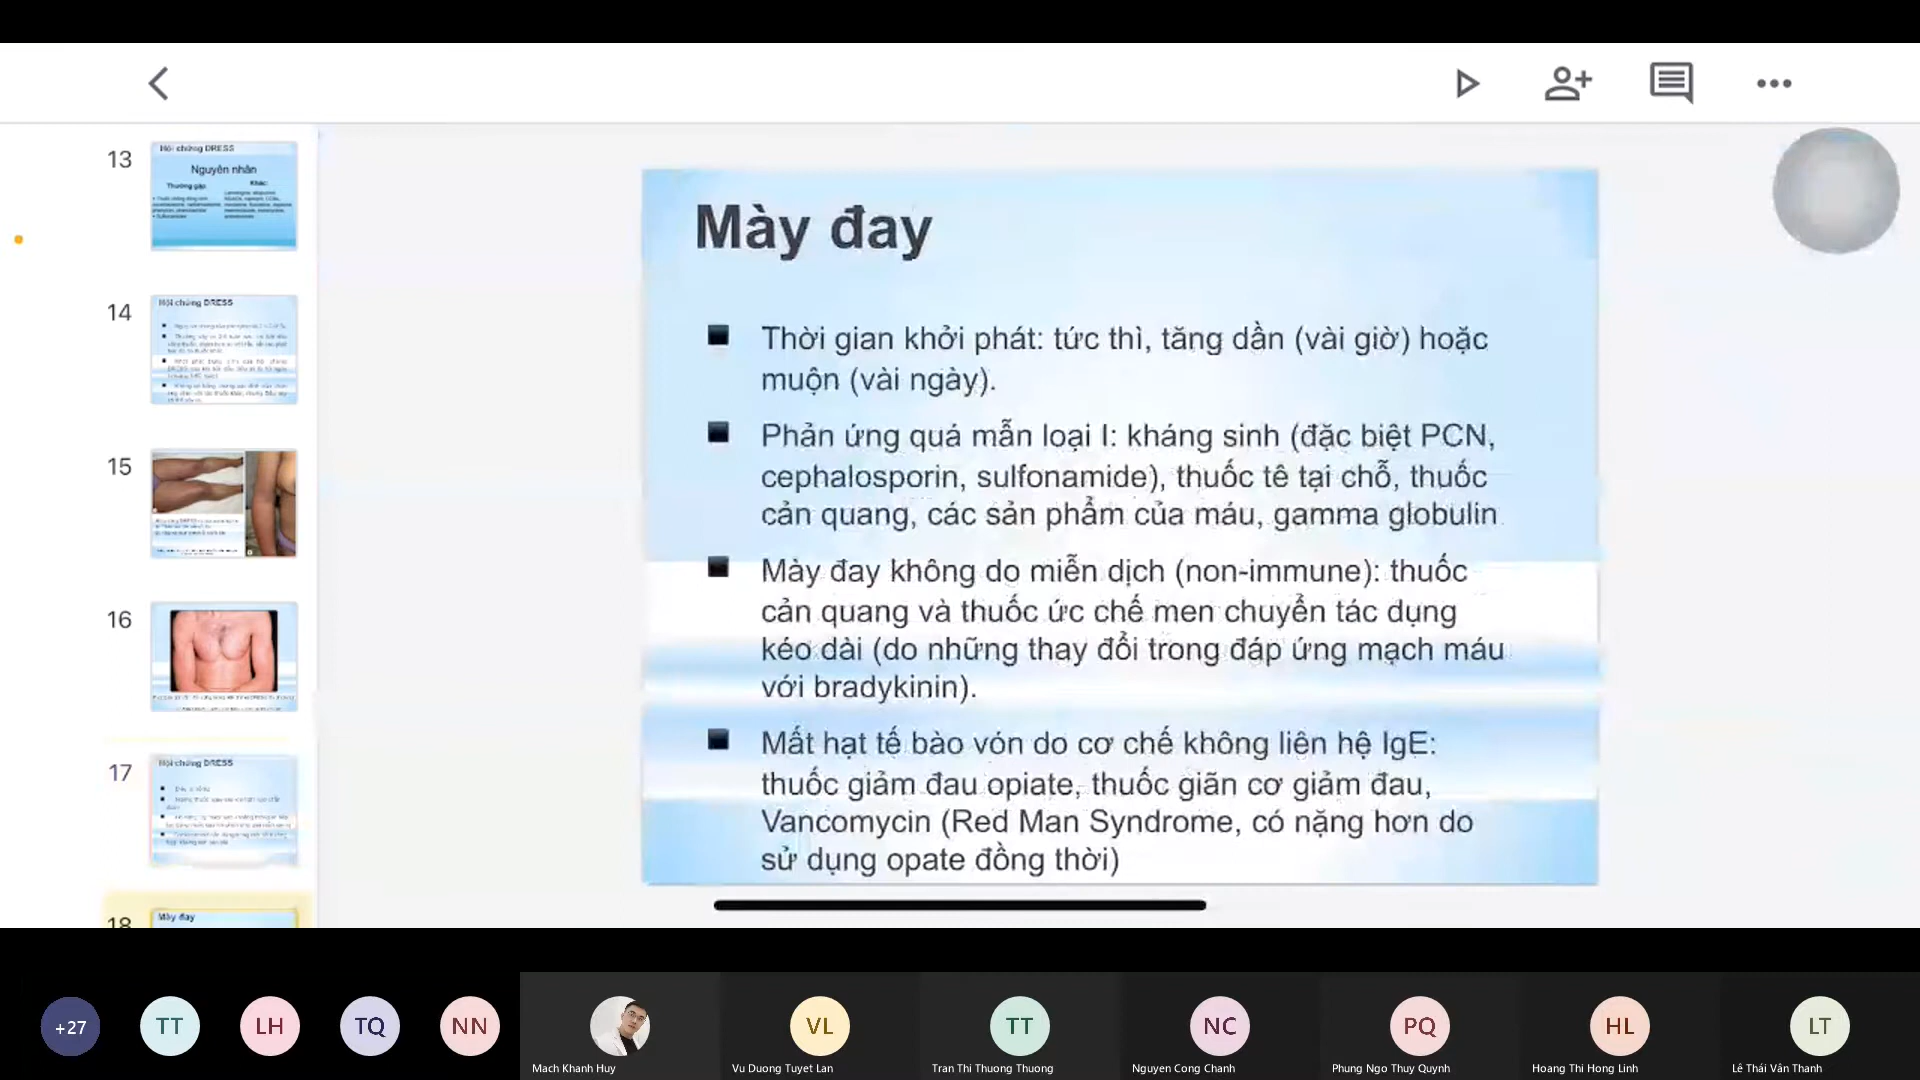 13
Hội chứng DRESS
Nguyên nhân
Thường gặp
Khác:
14
Hội chứng DRESS
15
16
17
Hội chứng DRESS
18
Mày đay
Mày đay
Thời gian khởi phát: tức thì, tăng dần (vài giờ) hoặc
muộn (vài ngày).
Phản ứng quá mẫn loại I: kháng sinh (đặc biệt PCN,
cephalosporin, sulfonamide), thuốc tê tại chỗ, thuốc
cản quang, các sản phẩm của máu, gamma globulin
Mày đay không do miễn dịch (non-immune): thuốc
cản quang và thuốc ức chế men chuyển tác dụng
kéo dài (do những thay đổi trong đáp ứng mạch máu
với bradykinin).
Mất hạt tế bào vón do cơ chế không liên hệ IgE:
thuốc giảm đau opiate, thuốc giãn cơ giảm đau,
Vancomycin (Red Man Syndrome, có nặng hơn do
sử dụng opate đồng thời)
+27
TT
LH
TQ
NN
VL
TT
NC
PQ
HL
LT
Mach Khanh Huy
Vu Duong Tuyet Lan
Tran Thi Thuong Thuong
Nguyen Cong Chanh
Phung Ngo Thuy Quynh
Hoang Thi Hong Linh
Lê Thái Vân Thanh